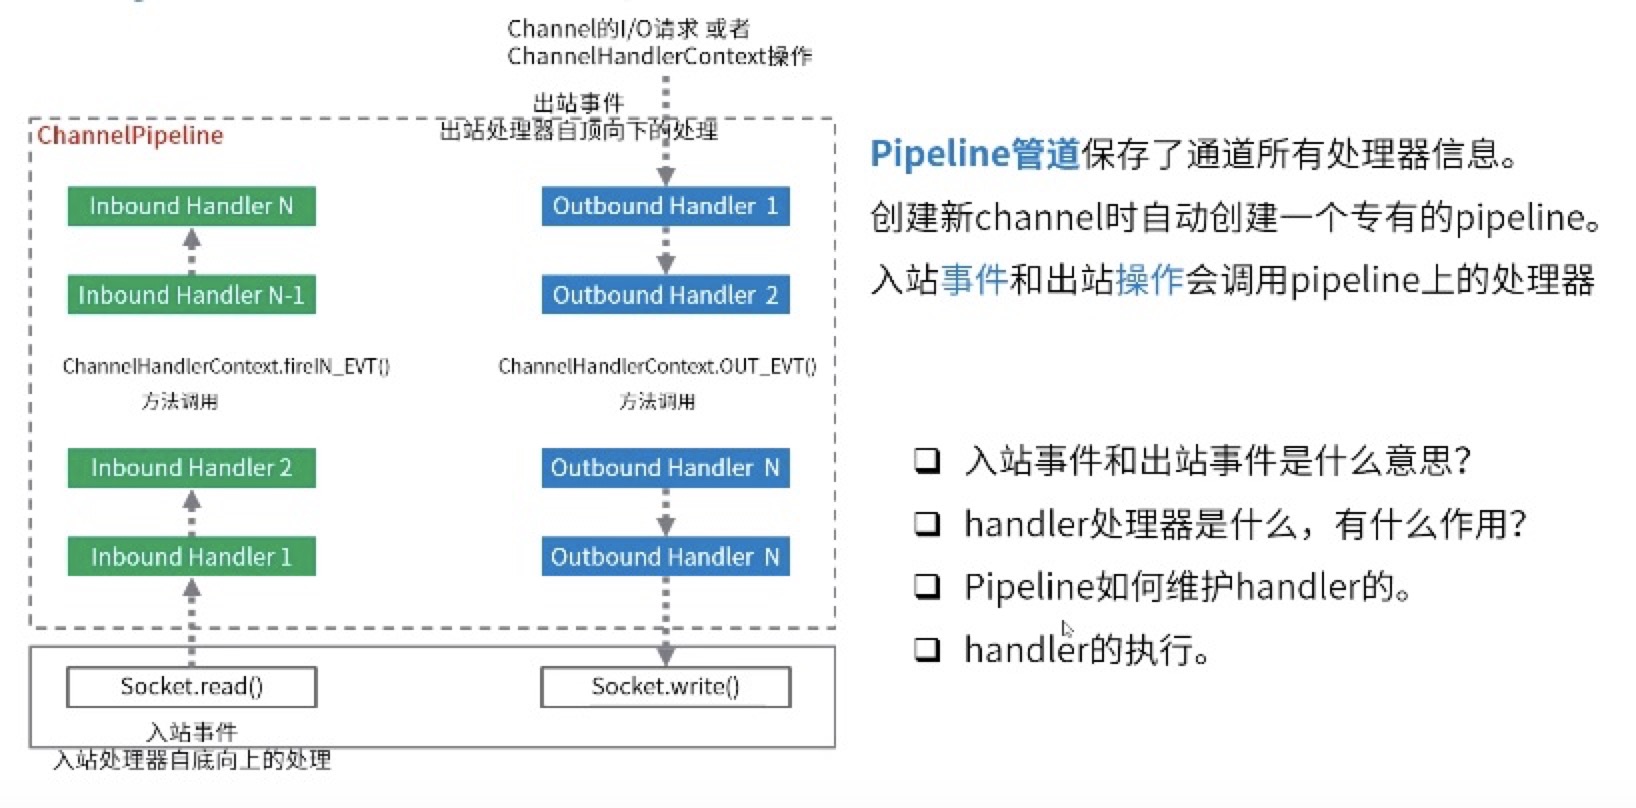 Channel的I/O请求 或者
ChannelHandlerContext操作
出站事件
出站处理器自顶向下的处理
ChannelPipeline
Inbound Handler N
Inbound Handler N-1
ChannelHandlerContext.fireIN_EVT()
方法调用
Inbound Handler 2
Inbound Handler 1
Outbound Handler 1
Outbound Handler 2
ChannelHandlerContext.OUT_EVT()
方法调用
Outbound Handler N
Outbound Handler N
Socket.read()
Socket.write()
入站事件
入站处理器自底向上的处理
Pipeline管道保存了通道所有处理器信息。
创建新channel时自动创建一个专有的pipeline。
入站事件和出站操作会调用pipeline上的处理器
入站事件和出站事件是什么意思?
handler处理器是什么，有什么作用?
Pipeline如何维护handler的。
handler的执行。